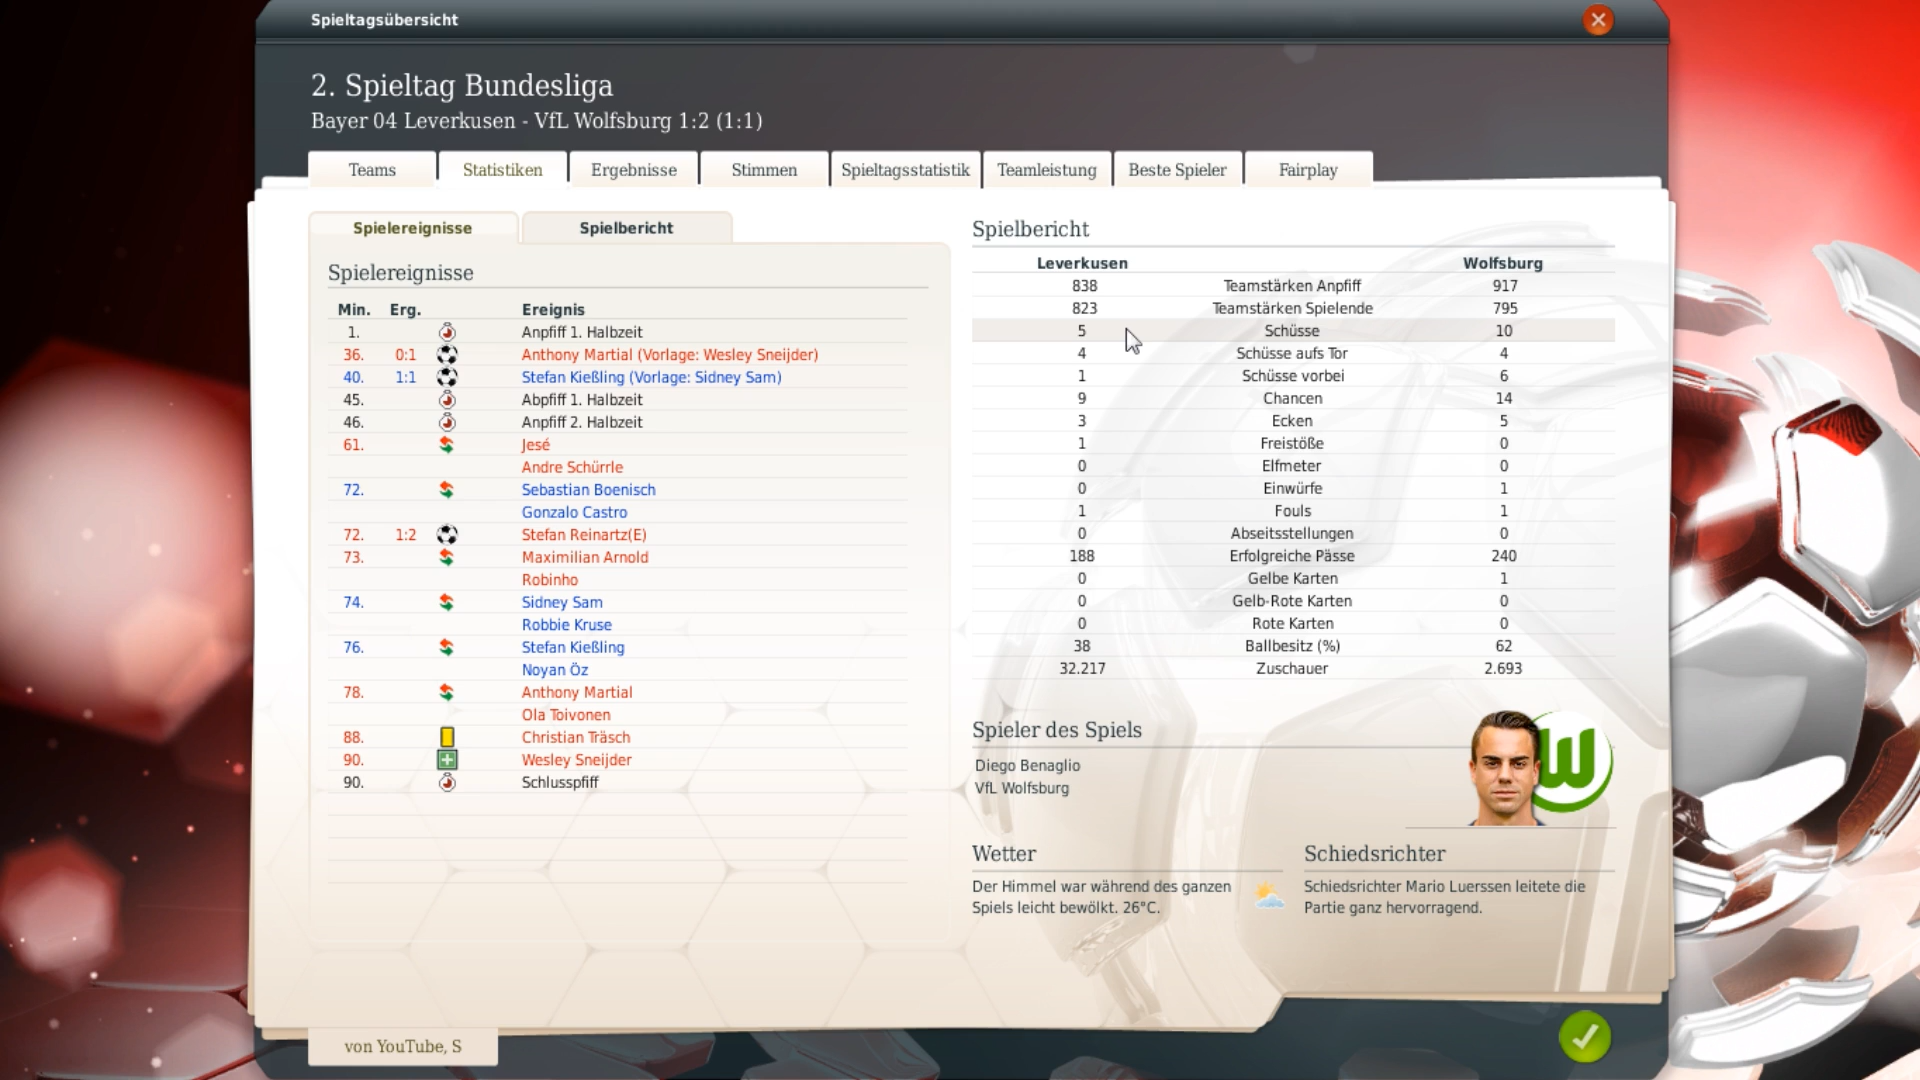 Spieltagsübersicht
2. Spieltag Bundesliga
Bayer 04 Leverkusen - VfL Wolfsburg 1:2 (1:1)
Teams Statistiken Ergebnisse Stimmen Spieltagsstatistik Teamleistung Beste Spieler Fairplay
Spielereignisse Spielbericht
Spielereignisse
Min. Erg. Ereignis
1. Anpfiff 1. Halbzeit
36. 0:1 Anthony Martial (Vorlage: Wesley Sneijder)
40. 1:1 Stefan Kießling (Vorlage: Sidney Sam)
45. Abpfiff 1. Halbzeit
46. Anpfiff 2. Halbzeit
61. Jesé
Andre Schürrle
72. Sebastian Boenisch
Gonzalo Castro
72. 1:2 Stefan Reinartz(E)
73. Maximilian Arnold
Robinho
74. Sidney Sam
Robbie Kruse
76. Stefan Kießling
Noyan Öz
78. Anthony Martial
Ola Toivonen
88. Christian Träsch
90. Wesley Sneijder
90. Schlusspfiff
Spielbericht
Leverkusen Wolfsburg
838 Teamstärken Anpfiff 917
823 Teamstärken Spielende 795
5 Schüsse 10
4 Schüsse aufs Tor 4
1 Schüsse vorbei 6
9 Chancen 14
3 Ecken 5
1 Freistöße 0
0 Elfmeter 0
0 Einwürfe 1
1 Fouls 1
0 Abseitsstellungen 0
188 Erfolgreiche Pässe 240
0 Gelbe Karten 1
0 Gelb-Rote Karten 0
0 Rote Karten 0
38 Ballbesitz (%) 62
32.217 Zuschauer 2.693
Spieler des Spiels
Diego Benaglio
VfL Wolfsburg
W
Wetter
Der Himmel war während des ganzen
Spiels leicht bewölkt. 26°C.
Schiedsrichter
Schiedsrichter Mario Luerssen leitete die
Partie ganz hervorragend.
von YouTube, S